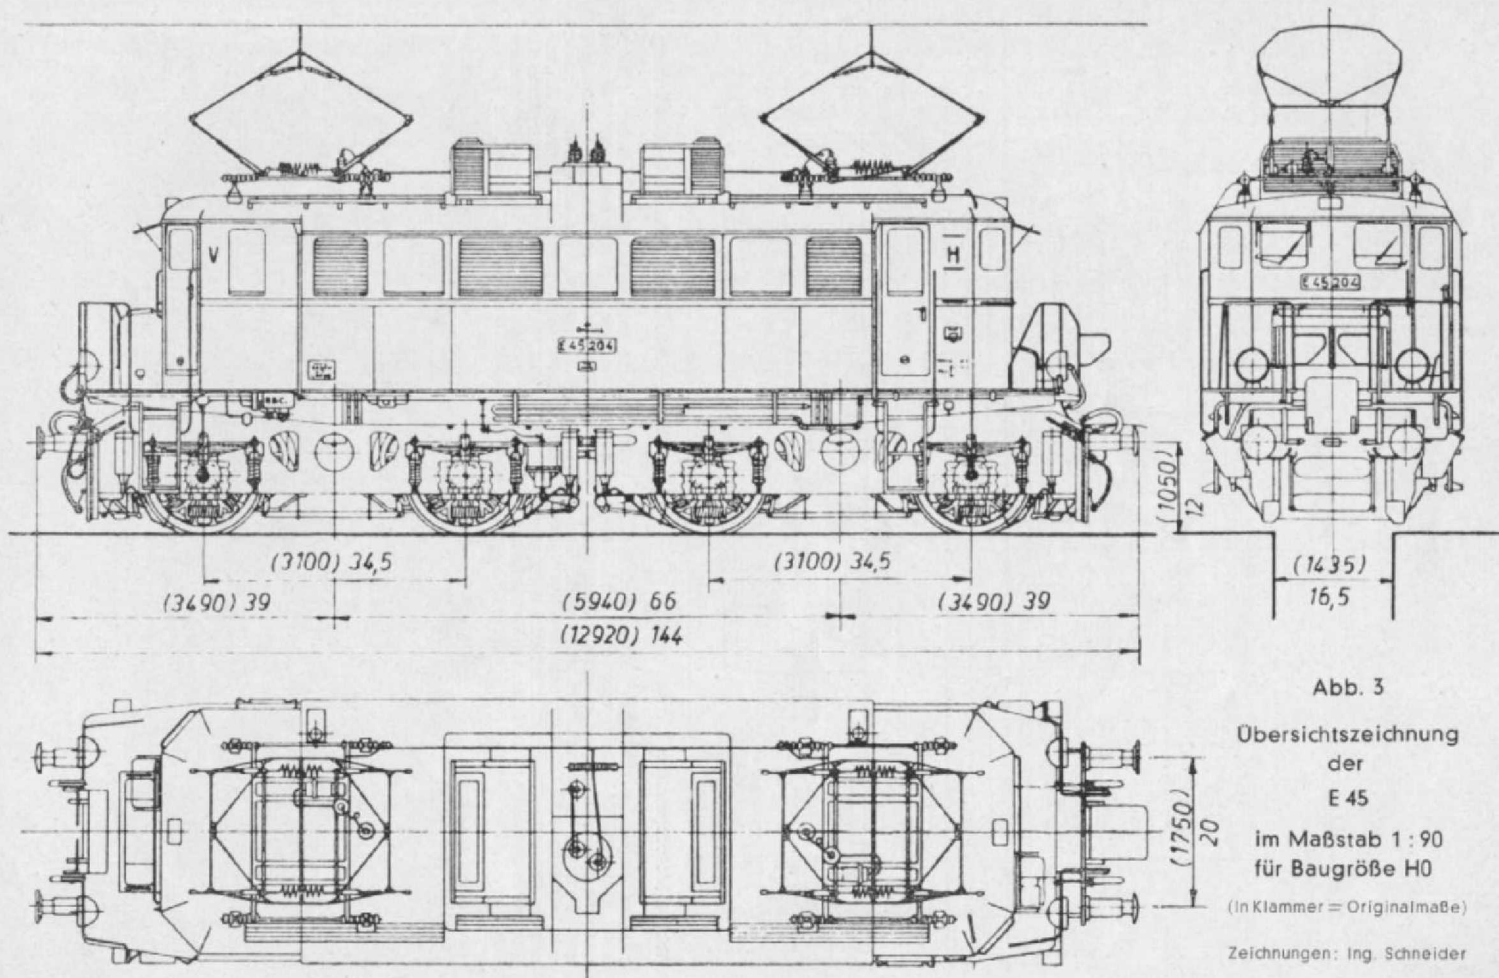 V
H
E 45 204
E 45 204
B.B.C.
(1050)
12
(3100) 34,5
(3100) 34,5
(1435)
16,5
(3490) 39
(5940) 66
(3490) 39
(12920) 144
(1750)
20
Abb. 3
Übersichtszeichnung
der
E 45
im Maßstab 1 : 90
für Baugröße H0
(In Klammer = Originalmaße)
Zeichnungen: Ing. Schneider